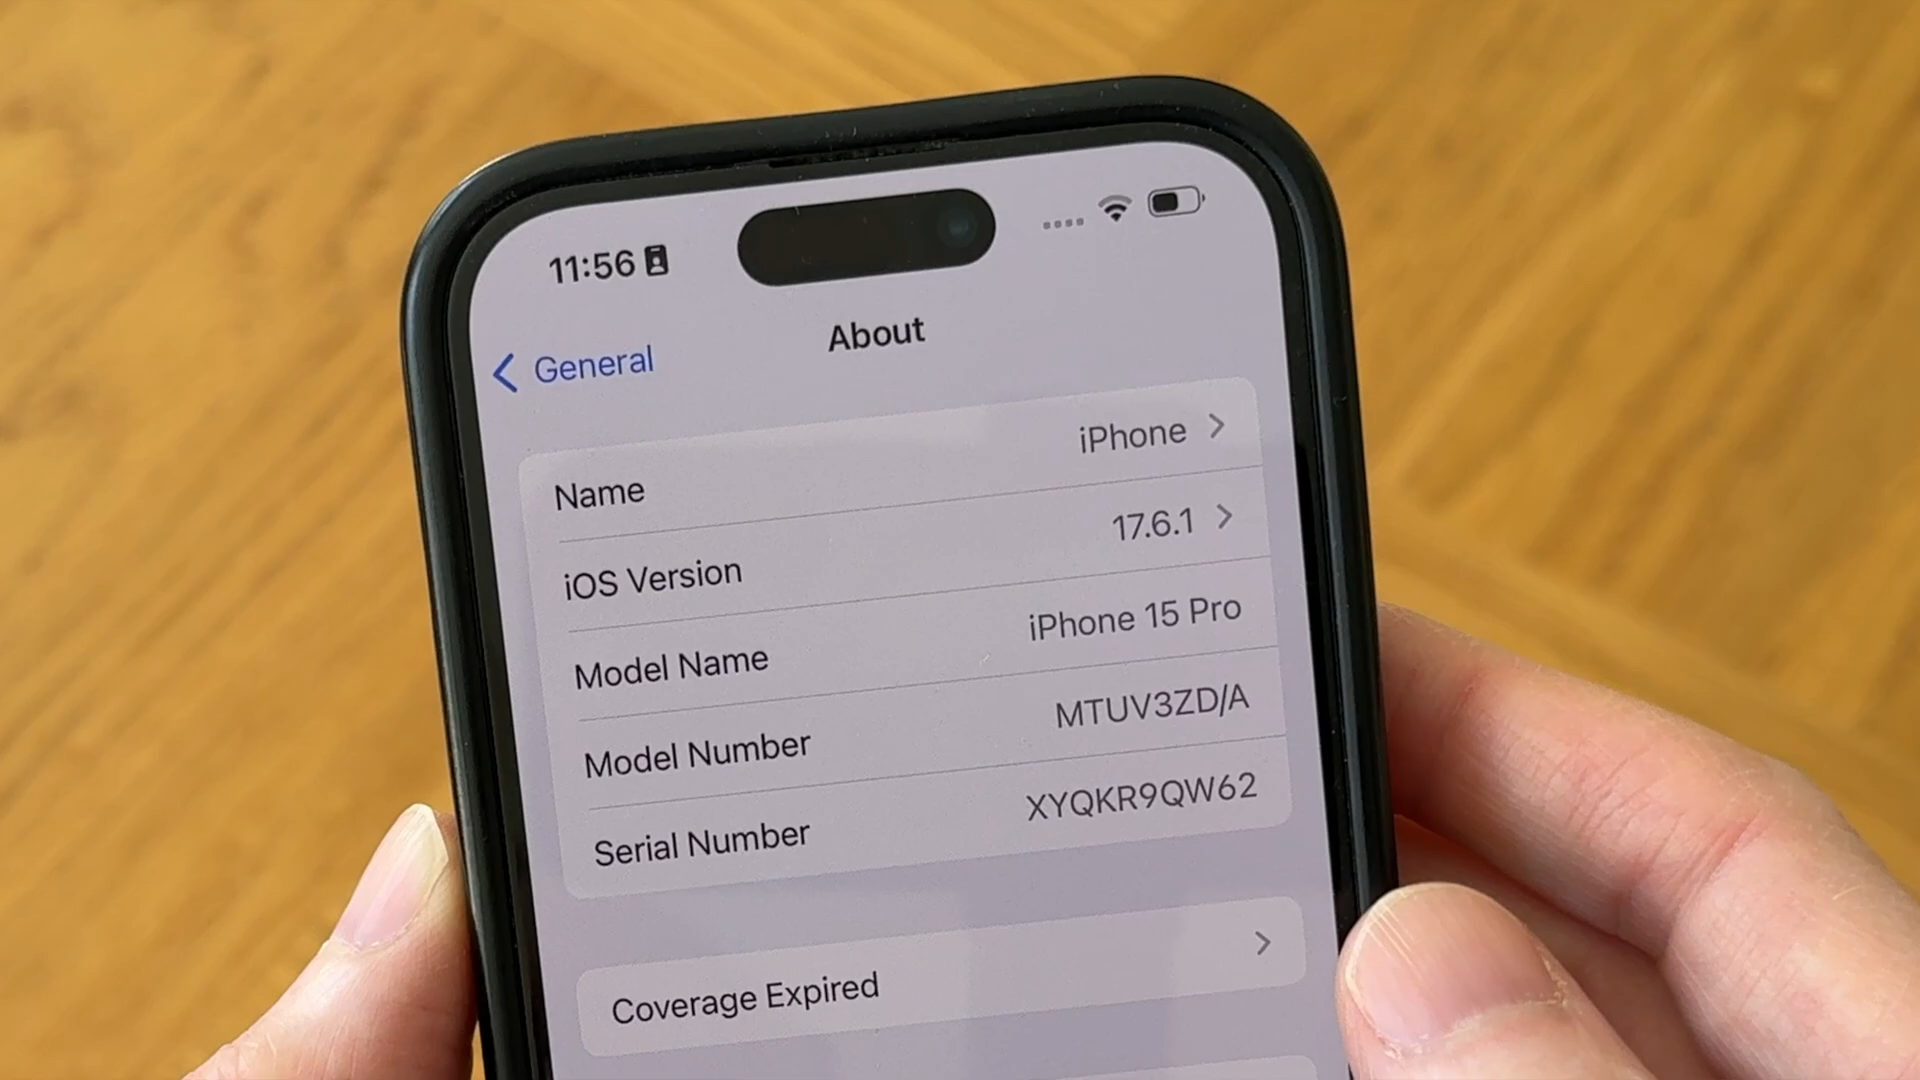 11:56
General
About
Name iPhone
iOS Version 17.6.1
Model Name iPhone 15 Pro
Model Number MTUV3ZD/A
Serial Number XYQKR9QW62
Coverage Expired